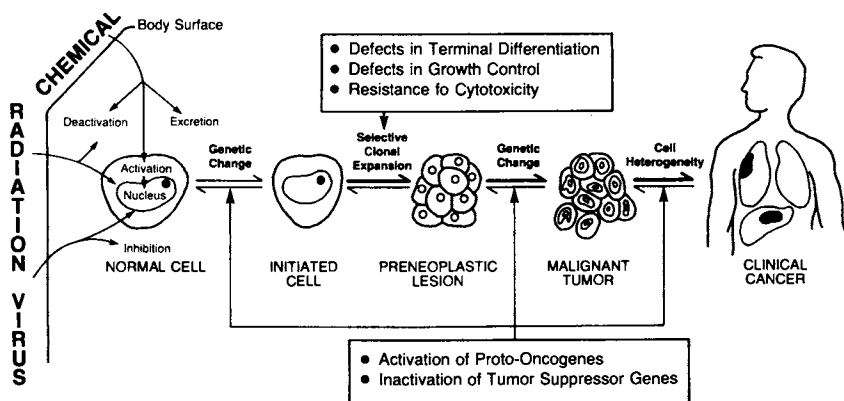 CHEMICAL
Body Surface
RADIATION VIRUS
Deactivation
Excretion
Activation
Nucleus
Inhibition
NORMAL CELL
Genetic
Change
INITIATED
CELL
● Defects in Terminal Differentiation
● Defects in Growth Control
● Resistance fo Cytotoxicity
Selective
Clonal
Expansion
PRENEOPLASTIC
LESION
Genetic
Change
MALIGNANT
TUMOR
Cell
Heterogeneity
CLINICAL
CANCER
● Activation of Proto-Oncogenes
● Inactivation of Tumor Suppressor Genes